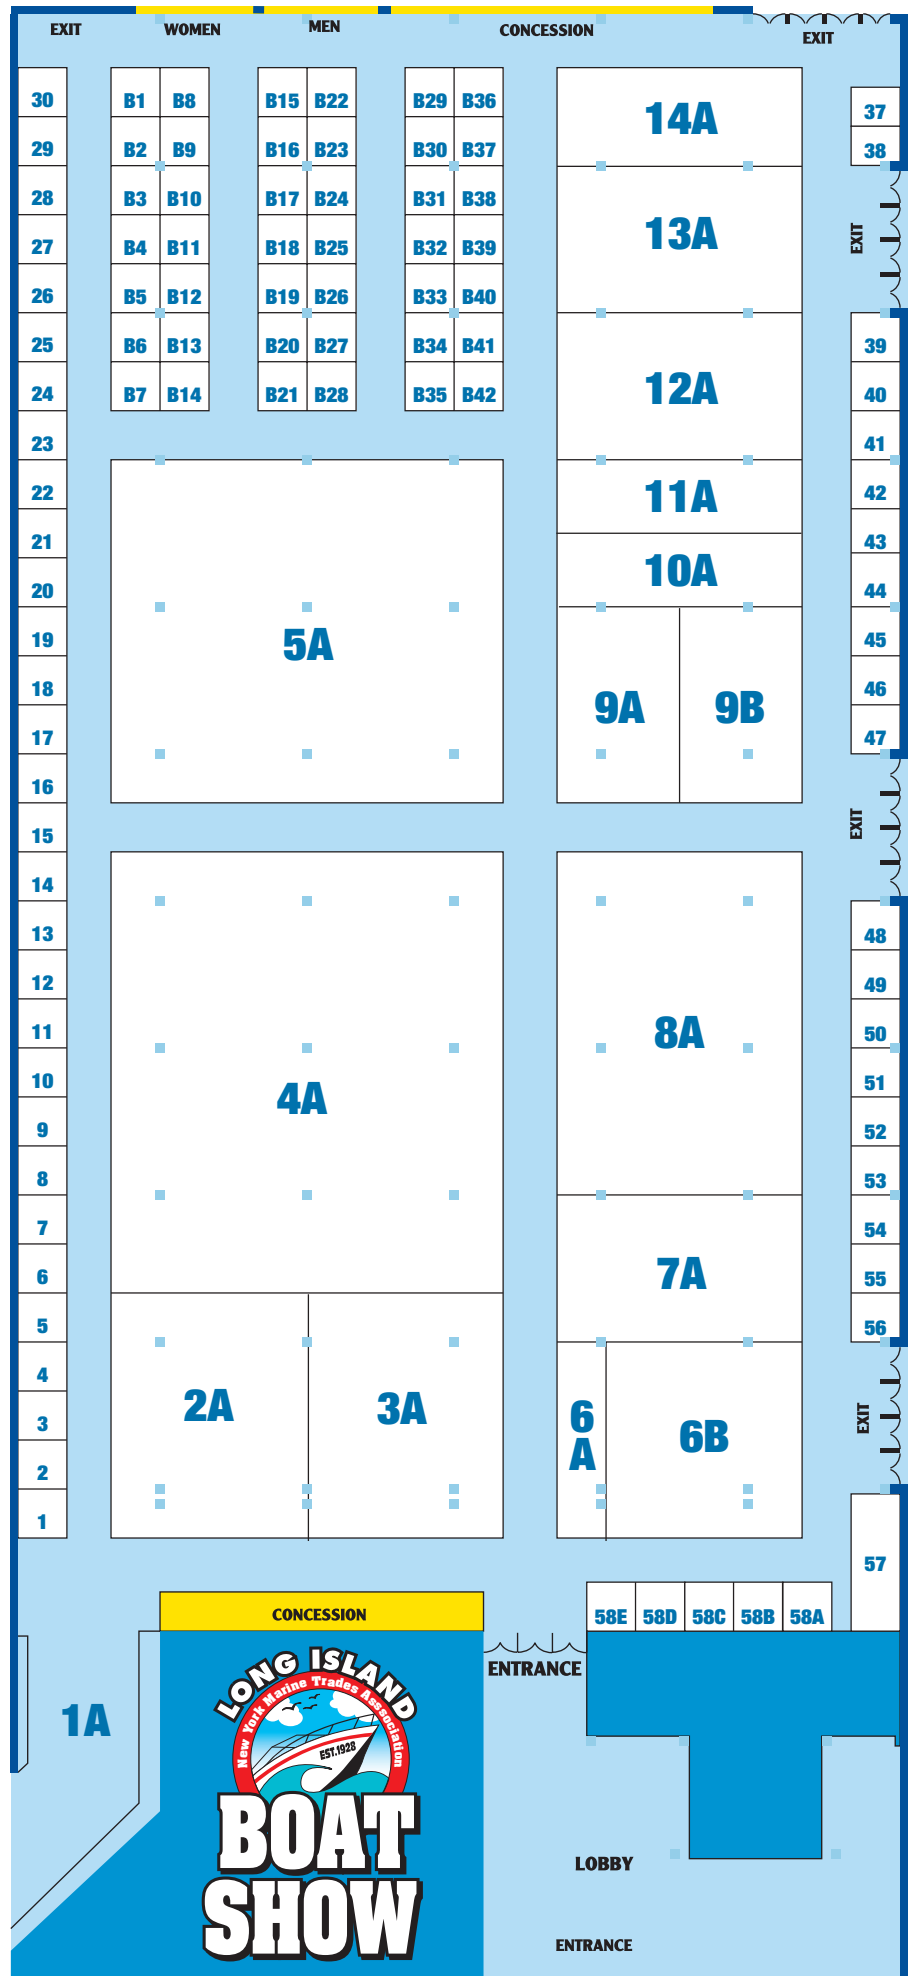 EXIT
WOMEN
MEN
CONCESSION
EXIT
30
29
28
27
26
25
24
23
22
21
20
19
18
17
16
15
14
13
12
11
10
9
8
7
6
5
4
3
2
1
B1 B8
B2 B9
B3 B10
B4 B11
B5 B12
B6 B13
B7 B14
B15 B22
B16 B23
B17 B24
B18 B25
B19 B26
B20 B27
B21 B28
B29 B36
B30 B37
B31 B38
B32 B39
B33 B40
B34 B41
B35 B42
14A
13A
12A
11A
10A
9A
9B
5A
4A
8A
7A
2A
3A
6
A
6B
37
38
EXIT
39
40
41
42
43
44
45
46
47
EXIT
48
49
50
51
52
53
54
55
56
EXIT
57
58E
58D
58C
58B
58A
CONCESSION
ENTRANCE
1A
LONG ISLAND
New York Marine Trades Asssociation
EST.1928
BOAT
SHOW
LOBBY
ENTRANCE